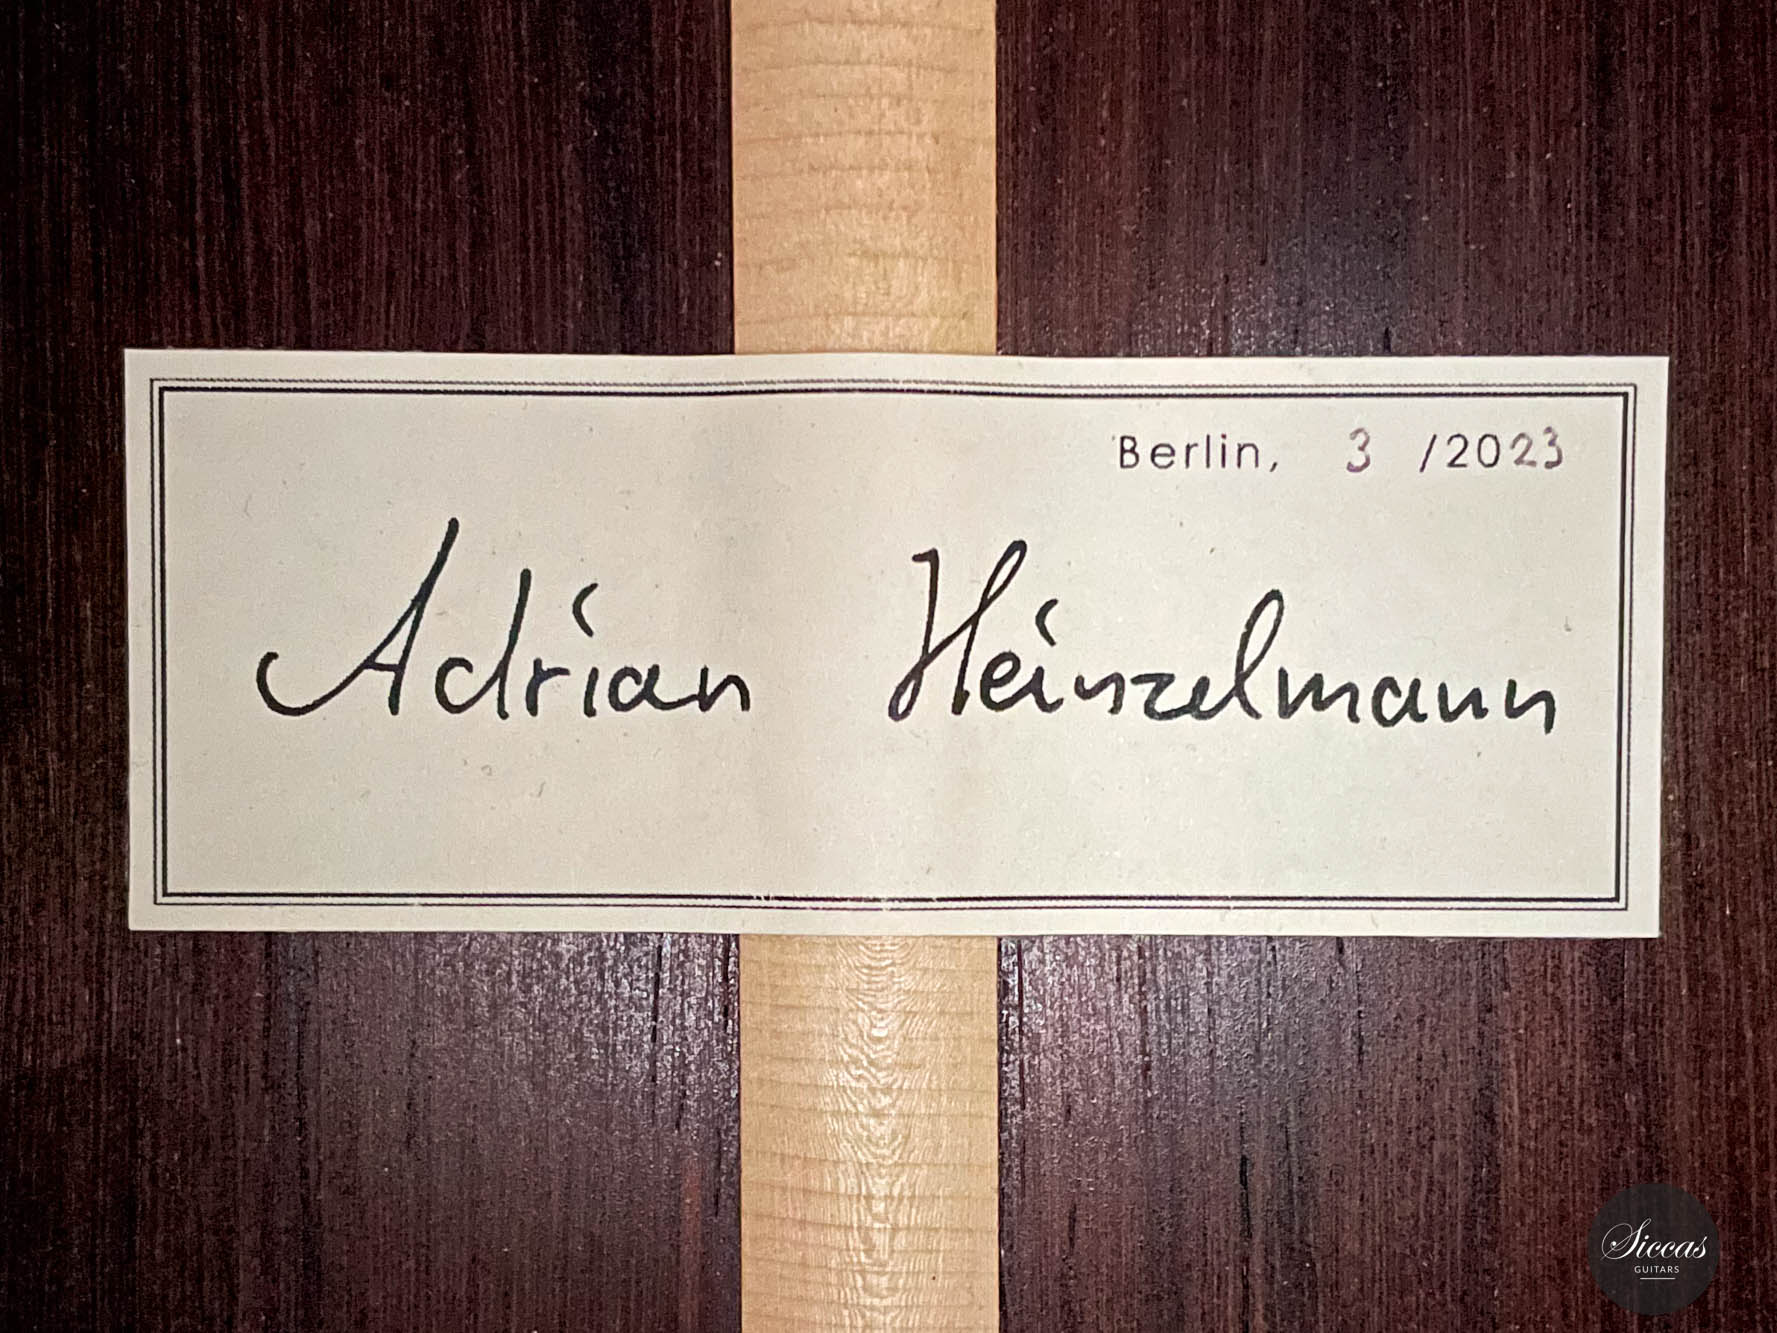 Berlin, 3 /2023
Adrian Heinzelmann
Siccas
GUITARS